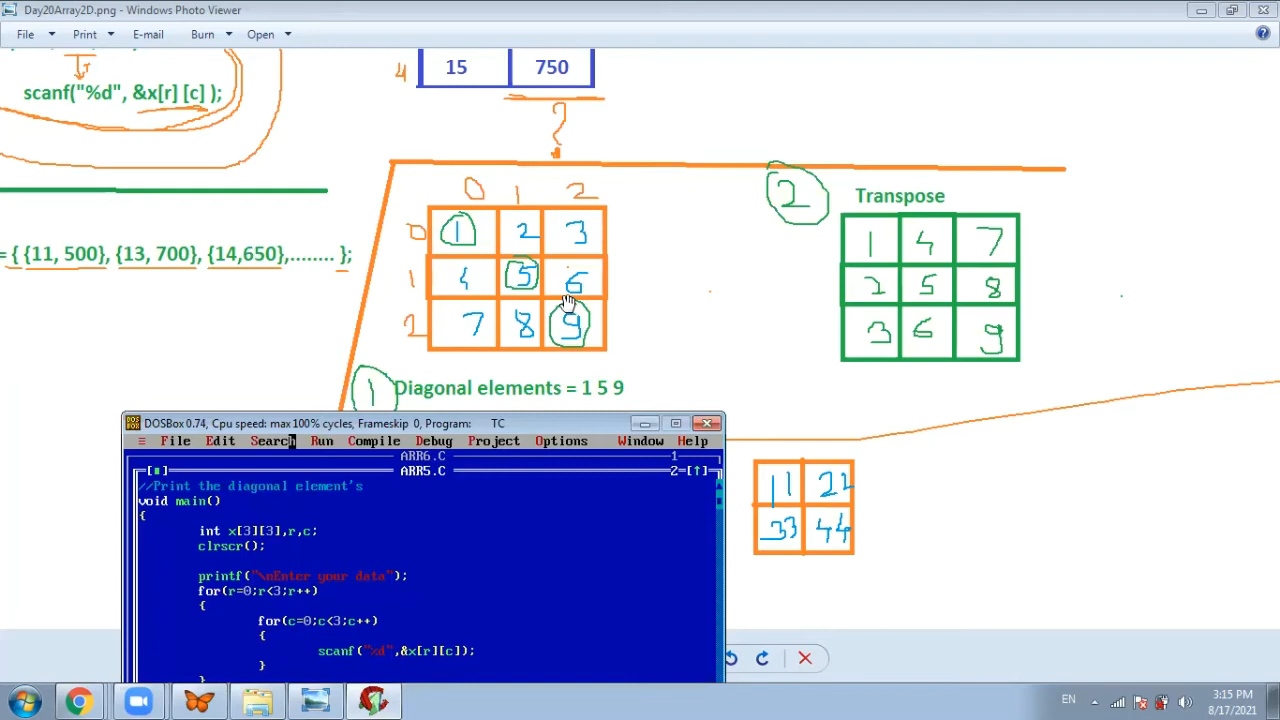 Day20Array2D.png - Windows Photo Viewer
File Print E-mail Burn Open
scanf("%d", &x[r] [c] );
4 15 750
?
= { {11, 500}, {13, 700}, {14,650},........ };
0 1 2
0 1 2 3
1 4 5 6
2 7 8 9
1 Diagonal elements = 1 5 9
2 Transpose
1 4 7
2 5 8
3 6 9
11 22
33 44
DOSBox 0.74, Cpu speed: max 100% cycles, Frameskip 0, Program: TC
≡ File Edit Search Run Compile Debug Project Options Window Help
ARR6.C 1
ARR5.C 2=[↑]
//Print the diagonal element's
void main()
{
int x[3][3],r,c;
clrscr();
printf("\nEnter your data");
for(r=0;r<3;r++)
{
for(c=0;c<3;c++)
{
scanf("%d",&x[r][c]);
}
}
EN
3:15 PM
8/17/2021